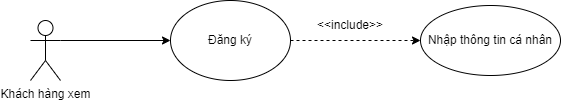 <<include>>
Đăng ký
Nhập thông tin cá nhân
Khách hàng xem